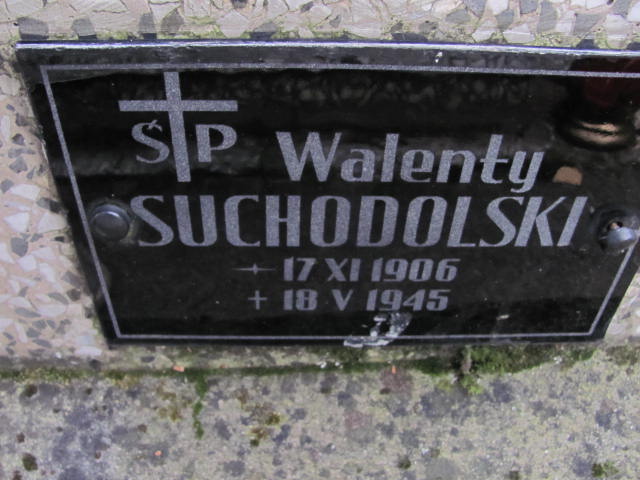 ŚP Walenty
SUCHODOLSKI
17 XI 1906
+ 18 V 1945